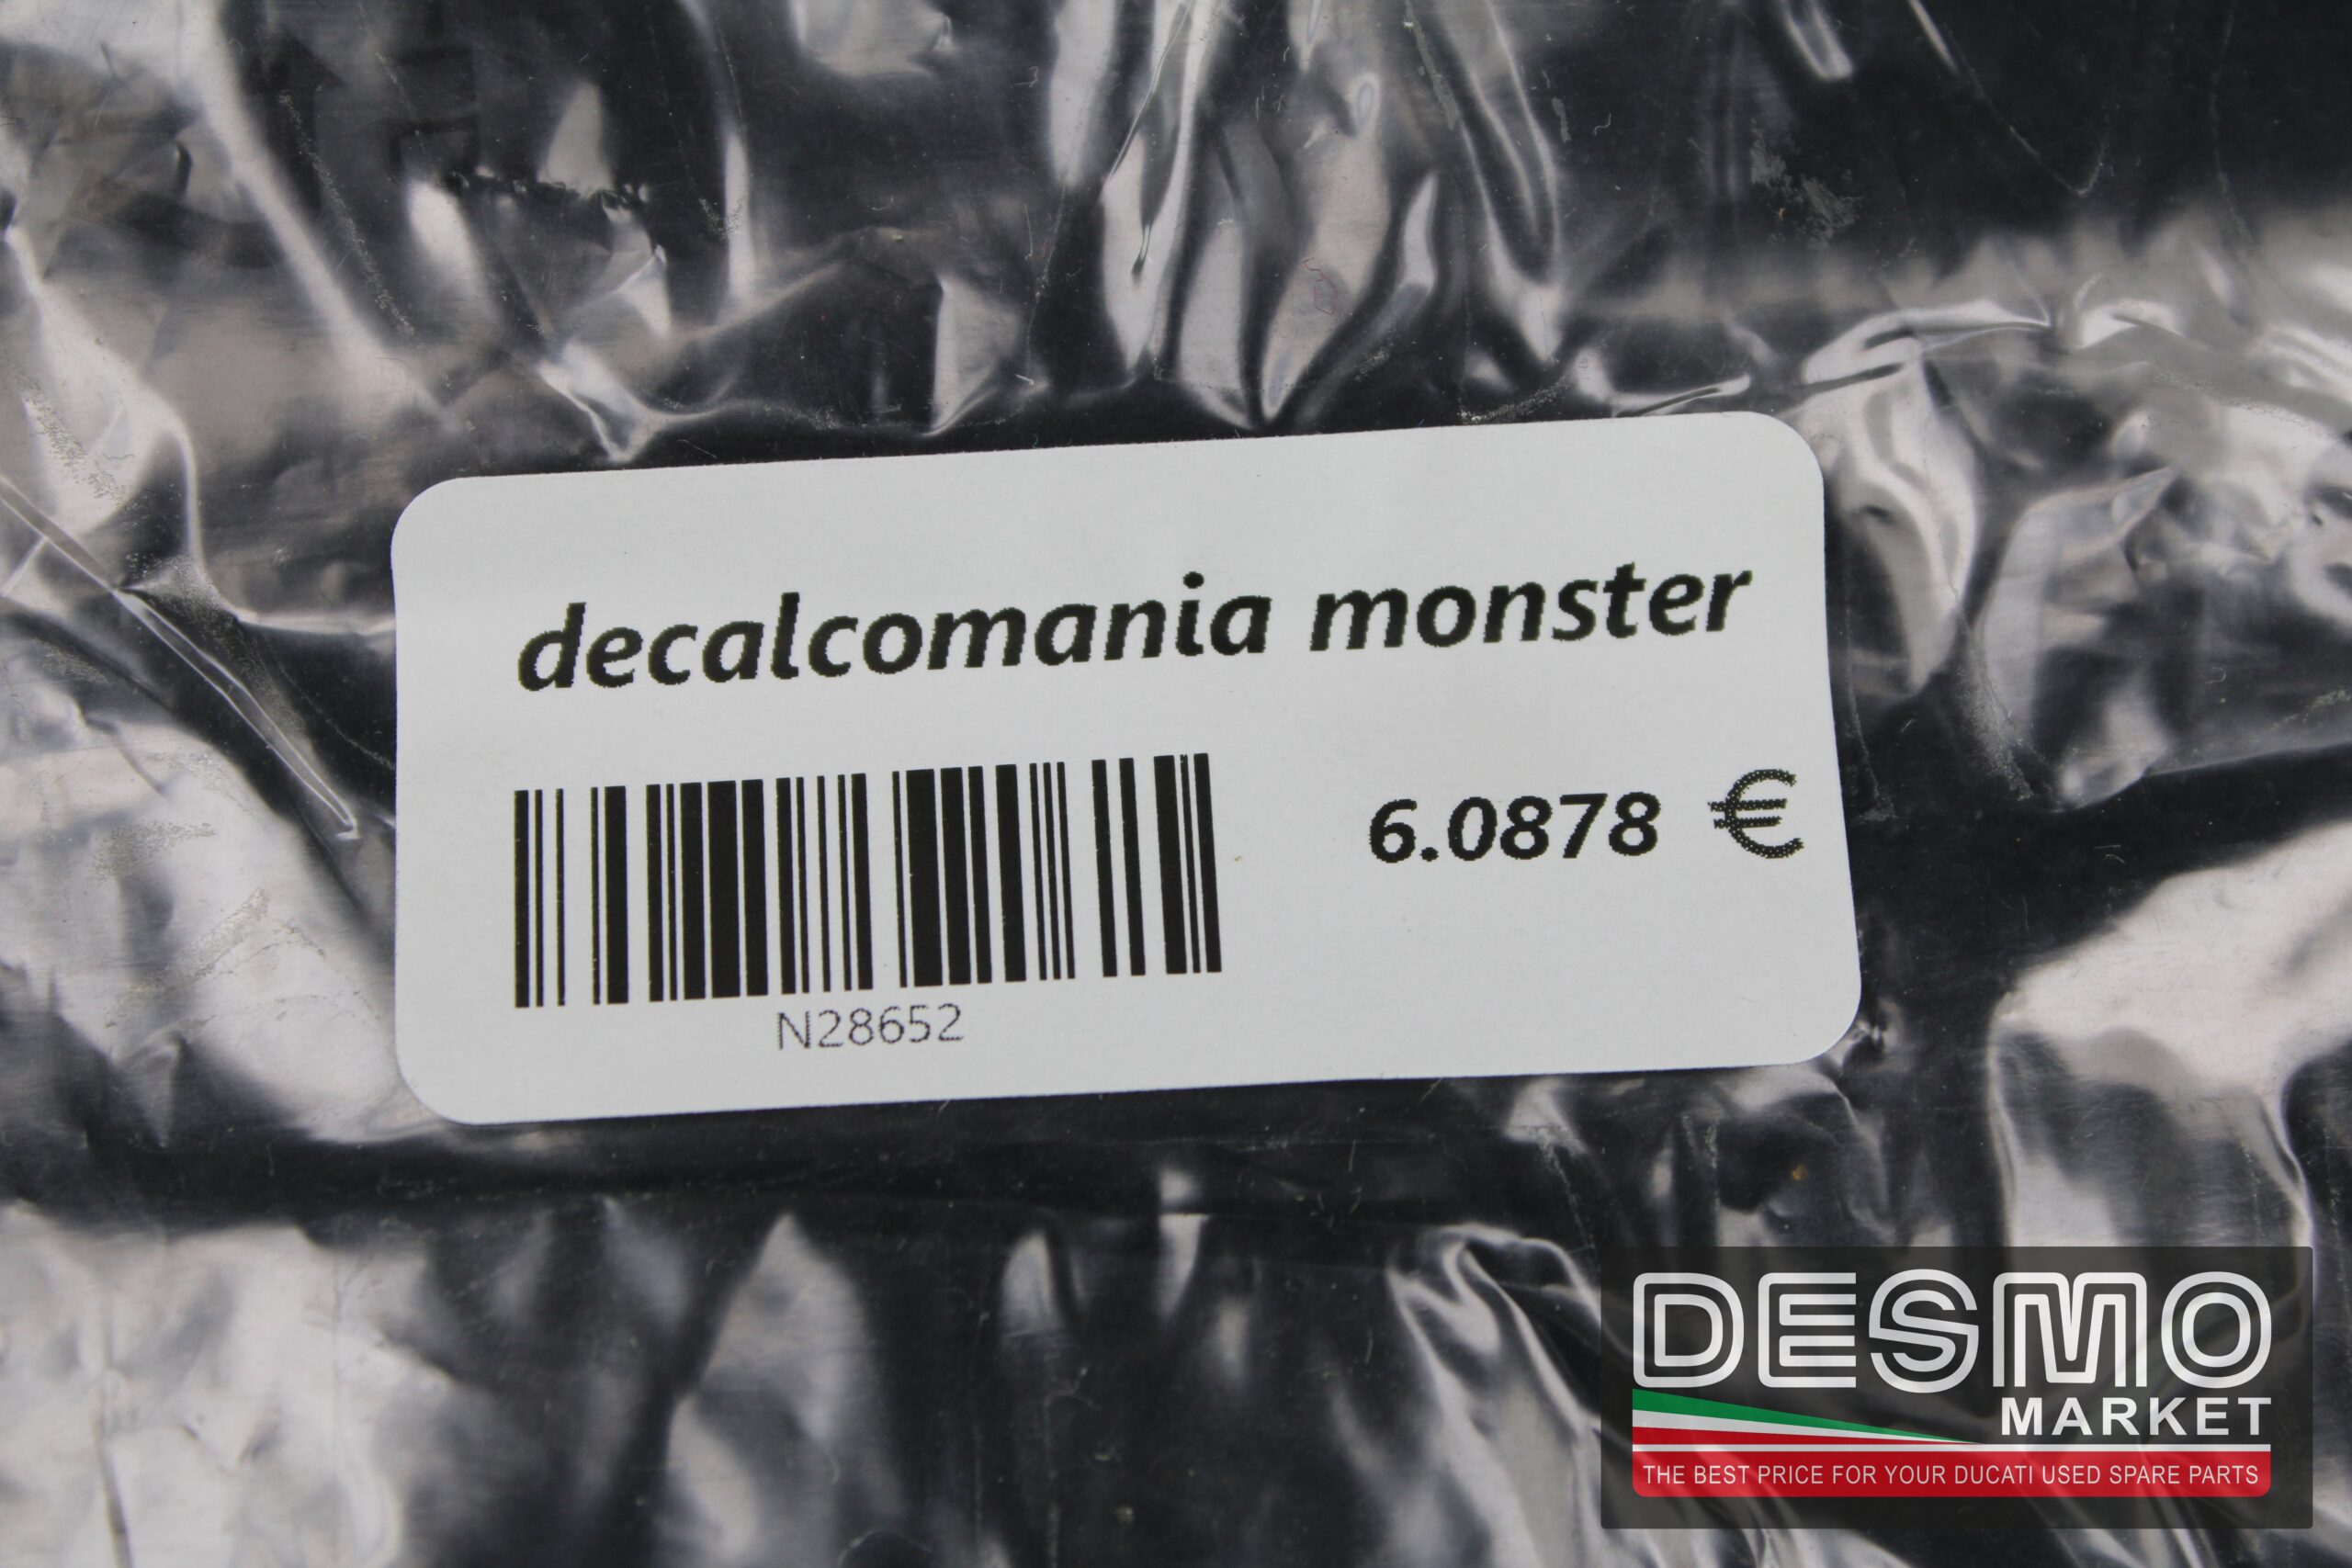 decalcomania monster
6.0878 €
N28652
DESMO
MARKET
THE BEST PRICE FOR YOUR DUCATI USED SPARE PARTS